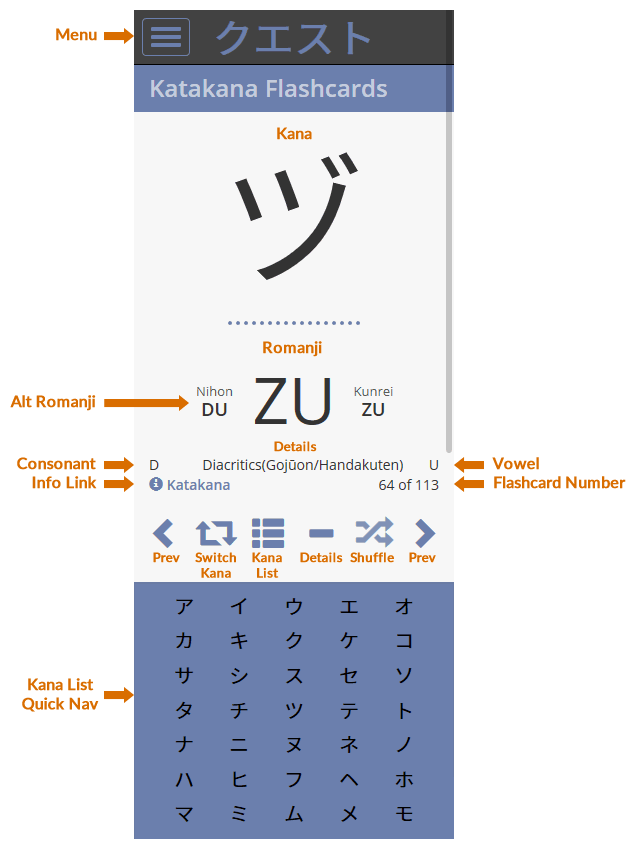 Menu
クエスト
Katakana Flashcards
Kana
ヅ
Romanji
Nihon Kunrei
Alt Romanji DU ZU ZU
Details
Consonant D Diacritics(Gojūon/Handakuten) U Vowel
Info Link Katakana 64 of 113 Flashcard Number
Prev Switch Kana Details Shuffle Prev
Kana List
ア イ ウ エ オ
カ キ ク ケ コ
サ シ ス セ ソ
Kana List
Quick Nav
タ チ ツ テ ト
ナ ニ ヌ ネ ノ
ハ ヒ フ ヘ ホ
マ ミ ム メ モ